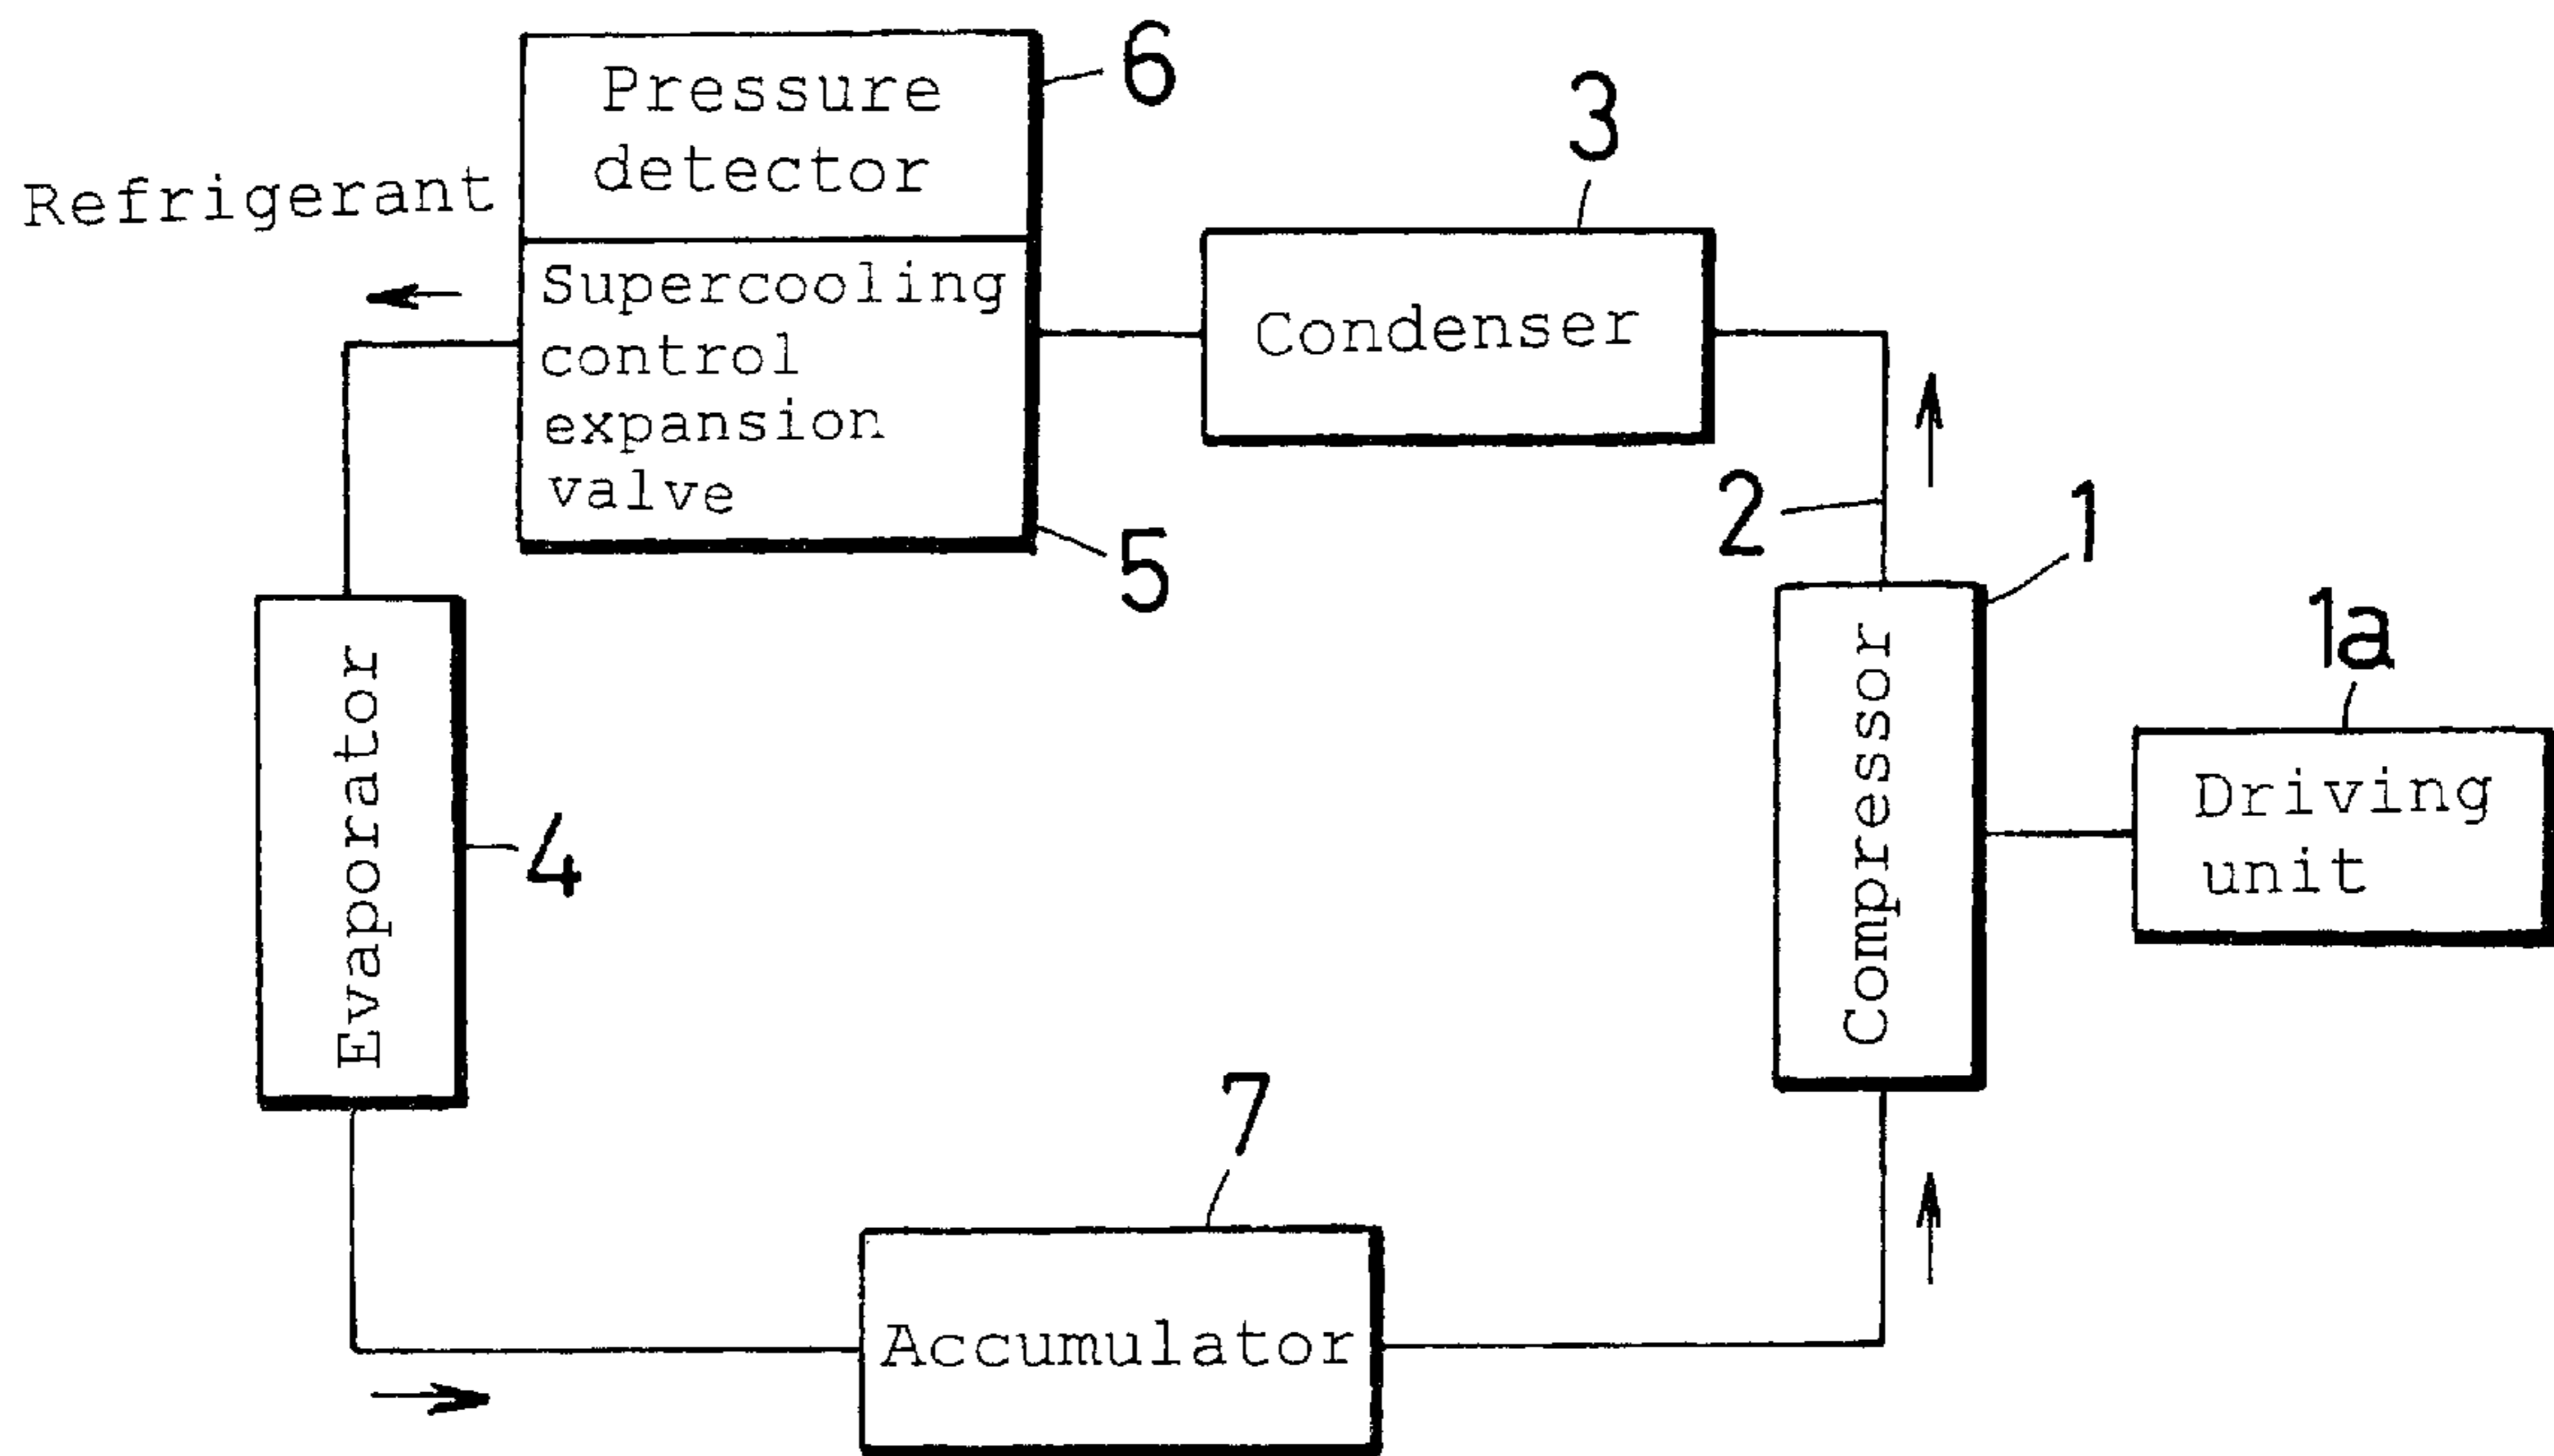 6
Pressure
detector
3
Refrigerant
Supercooling
control
expansion
valve
Condenser
2
1
5
1a
Evaporator
Compressor
Driving
unit
4
7
Accumulator